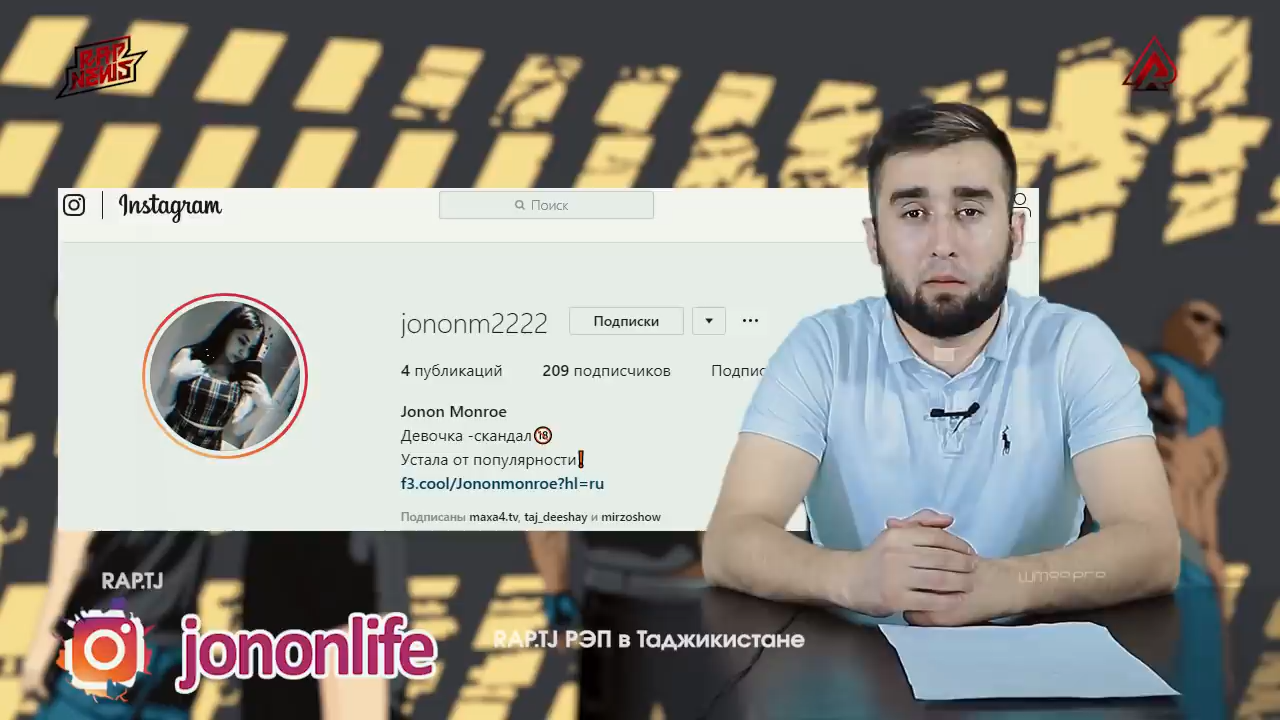 RAP
NEWS
Instagram
Поиск
jononm2222
Подписки
4 публикаций
209 подписчиков
Подпис
Jonon Monroe
Девочка -скандал🔞
Устала от популярности❗
f3.cool/Jononmonroe?hl=ru
Подписаны maxa4.tv, taj_deeshay и mirzoshow
RAP.TJ
jononlife
RAP.TJ РЭП в Таджикистане